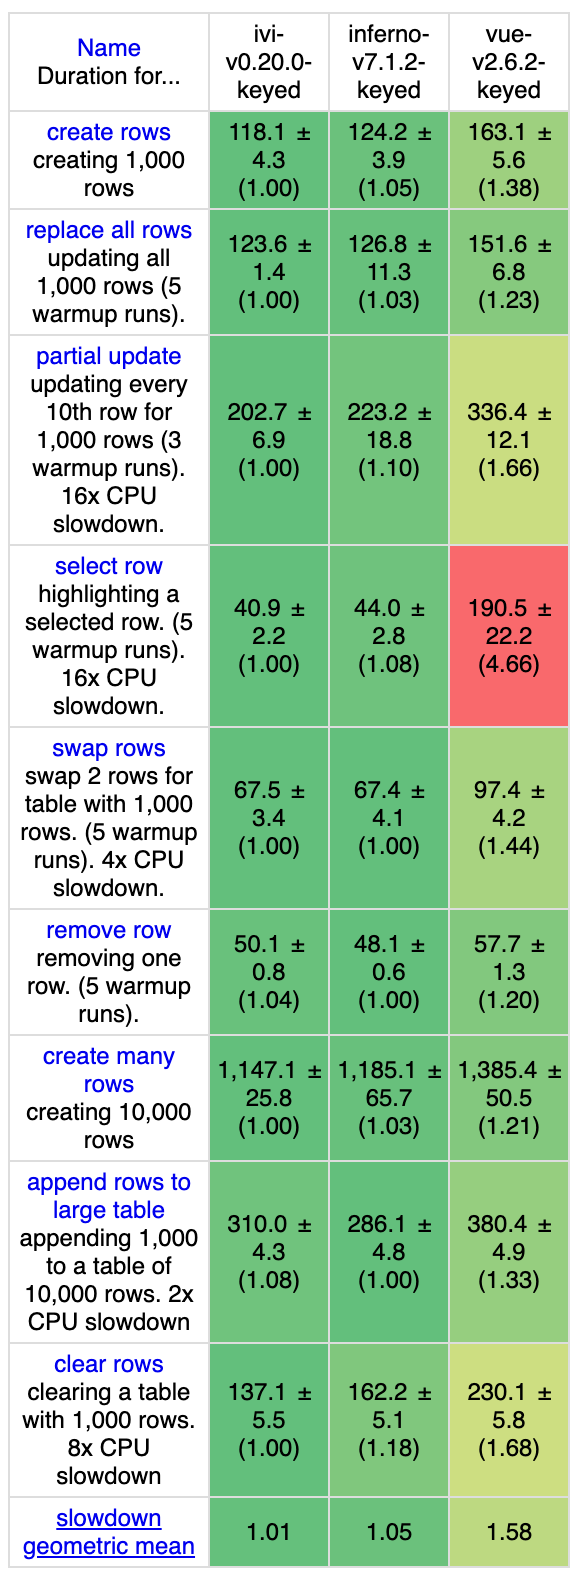 Name
Duration for...
ivi-
v0.20.0-
keyed
inferno-
v7.1.2-
keyed
vue-
v2.6.2-
keyed
create rows
creating 1,000
rows
118.1 ±
4.3
(1.00)
124.2 ±
3.9
(1.05)
163.1 ±
5.6
(1.38)
replace all rows
updating all
1,000 rows (5
warmup runs).
123.6 ±
1.4
(1.00)
126.8 ±
11.3
(1.03)
151.6 ±
6.8
(1.23)
partial update
updating every
10th row for
1,000 rows (3
warmup runs).
16x CPU
slowdown.
202.7 ±
6.9
(1.00)
223.2 ±
18.8
(1.10)
336.4 ±
12.1
(1.66)
select row
highlighting a
selected row. (5
warmup runs).
16x CPU
slowdown.
40.9 ±
2.2
(1.00)
44.0 ±
2.8
(1.08)
190.5 ±
22.2
(4.66)
swap rows
swap 2 rows for
table with 1,000
rows. (5 warmup
runs). 4x CPU
slowdown.
67.5 ±
3.4
(1.00)
67.4 ±
4.1
(1.00)
97.4 ±
4.2
(1.44)
remove row
removing one
row. (5 warmup
runs).
50.1 ±
0.8
(1.04)
48.1 ±
0.6
(1.00)
57.7 ±
1.3
(1.20)
create many
rows
creating 10,000
rows
1,147.1 ±
25.8
(1.00)
1,185.1 ±
65.7
(1.03)
1,385.4 ±
50.5
(1.21)
append rows to
large table
appending 1,000
to a table of
10,000 rows. 2x
CPU slowdown
310.0 ±
4.3
(1.08)
286.1 ±
4.8
(1.00)
380.4 ±
4.9
(1.33)
clear rows
clearing a table
with 1,000 rows.
8x CPU
slowdown
137.1 ±
5.5
(1.00)
162.2 ±
5.1
(1.18)
230.1 ±
5.8
(1.68)
slowdown
geometric mean
1.01
1.05
1.58